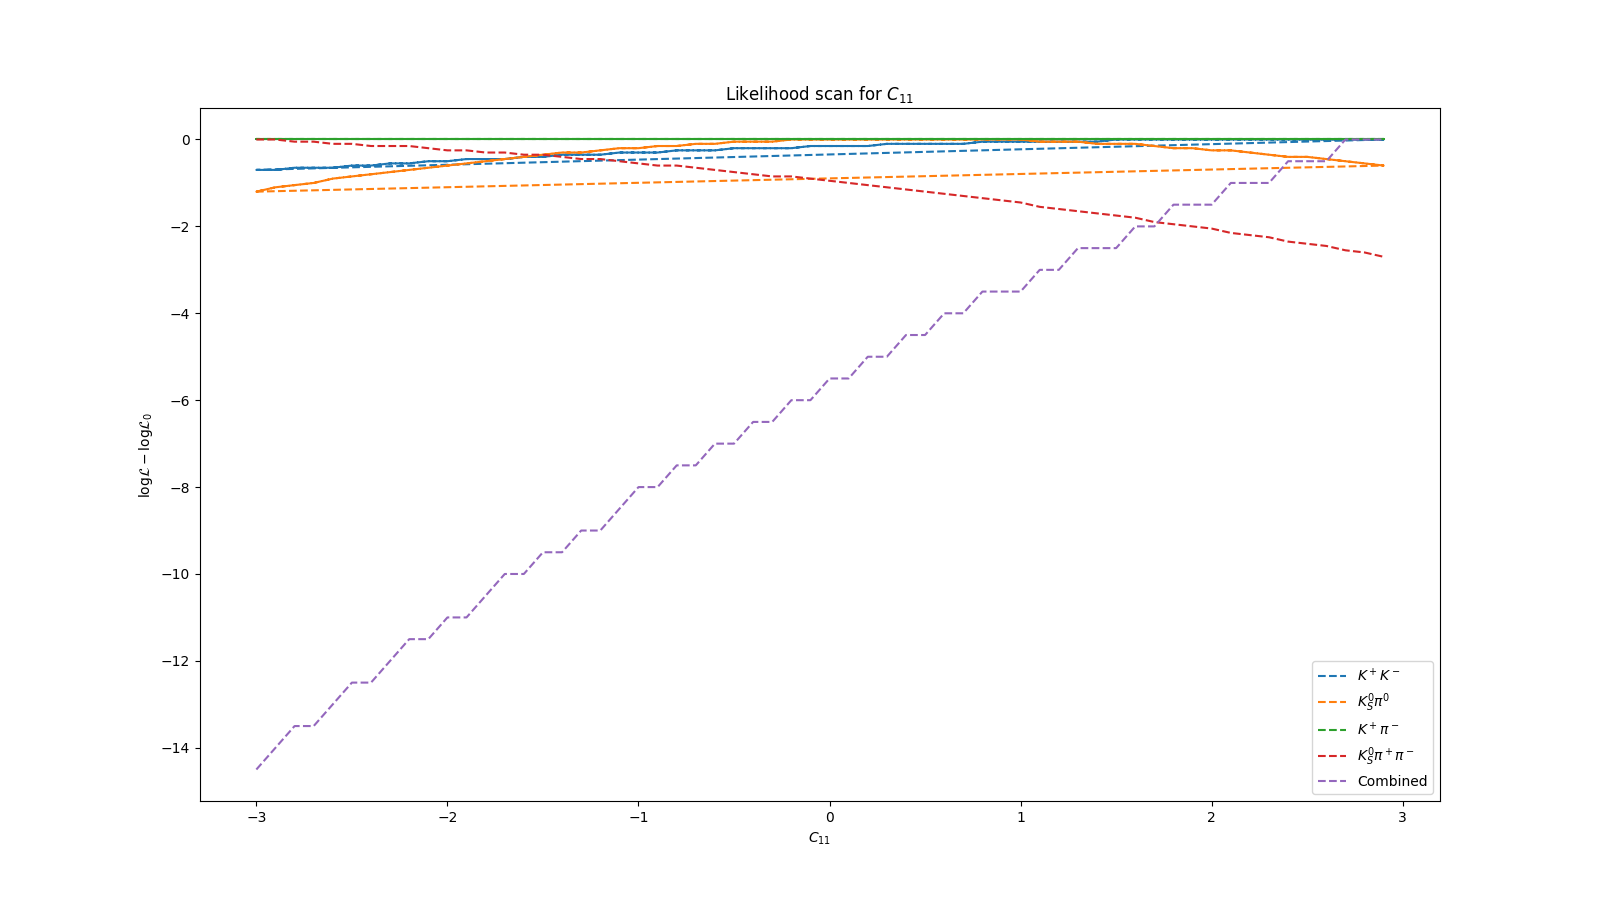 Likelihood scan for $C_{11}$
0
−2
−4
−6
−8
−10
−12
−14
$\log\mathcal{L} - \log\mathcal{L}_0$
−3
−2
−1
0
1
2
3
$C_{11}$
$K^+K^-$
$K_S^0\pi^0$
$K^+\pi^-$
$K_S^0\pi^+\pi^-$
Combined